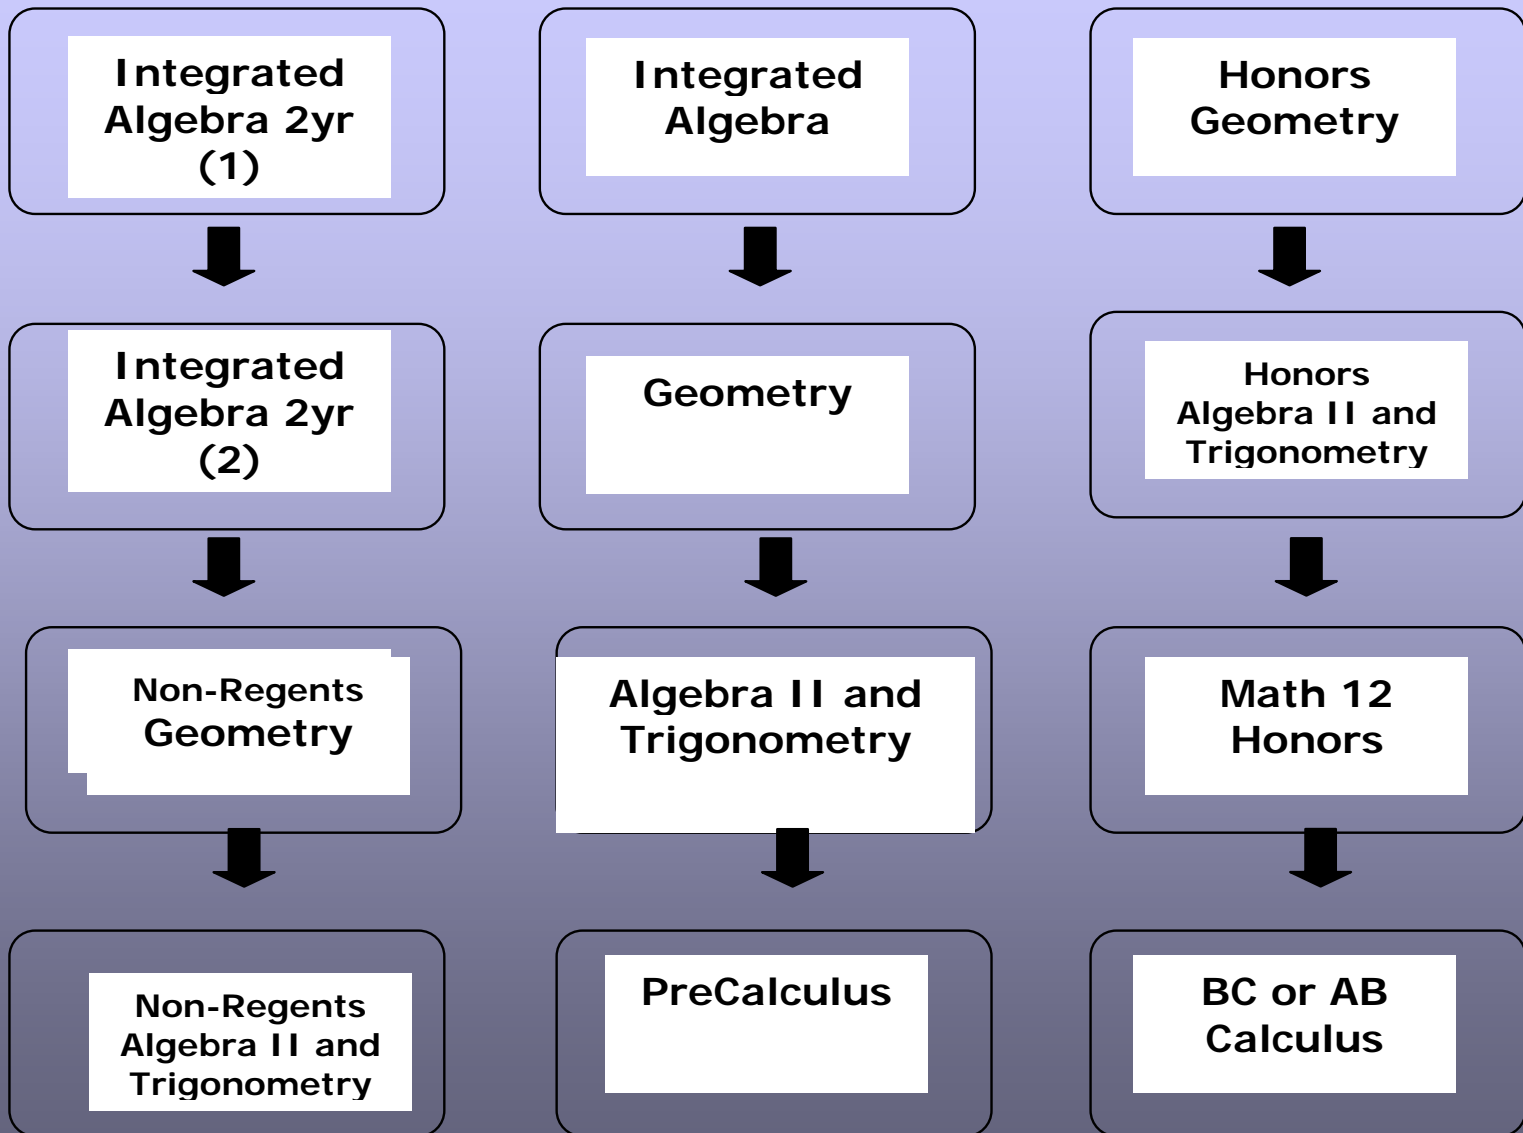 Integrated
Algebra 2yr
(1)
Integrated
Algebra
Honors
Geometry
Integrated
Algebra 2yr
(2)
Geometry
Honors
Algebra II and
Trigonometry
Non-Regents
Geometry
Algebra II and
Trigonometry
Math 12
Honors
Non-Regents
Algebra II and
Trigonometry
PreCalculus
BC or AB
Calculus